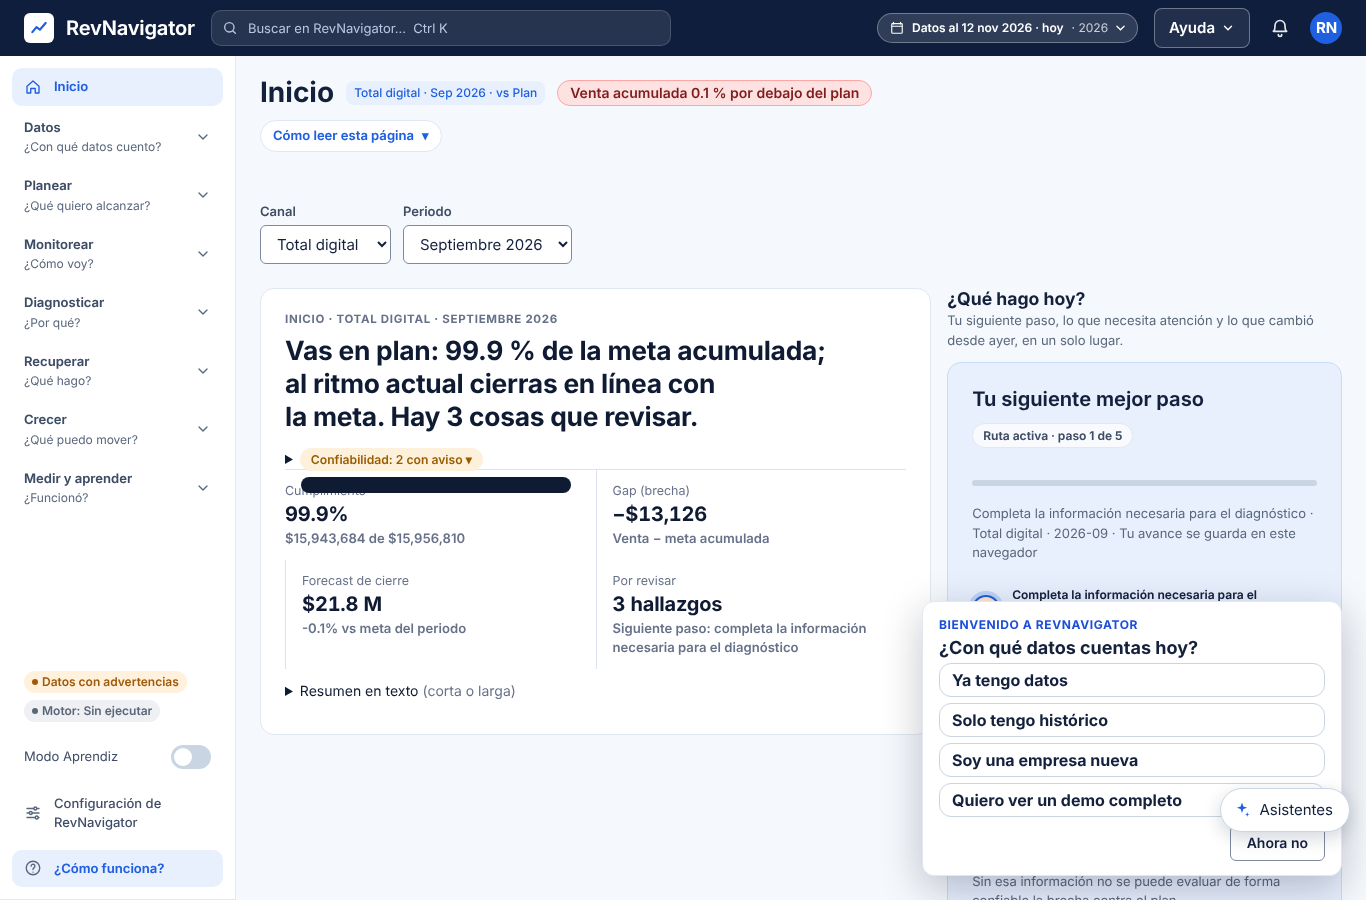 RevNavigator
Buscar en RevNavigator... Ctrl K
Datos al 12 nov 2026 · hoy · 2026
Ayuda
RN
Inicio
Datos
¿Con qué datos cuento?
Planear
¿Qué quiero alcanzar?
Monitorear
¿Cómo voy?
Diagnosticar
¿Por qué?
Recuperar
¿Qué hago?
Crecer
¿Qué puedo mover?
Medir y aprender
¿Funcionó?
Datos con advertencias
Motor: Sin ejecutar
Modo Aprendiz
Configuración de
RevNavigator
¿Cómo funciona?
Inicio
Total digital · Sep 2026 · vs Plan
Venta acumulada 0.1 % por debajo del plan
Cómo leer esta página ▾
Canal
Total digital
Periodo
Septiembre 2026
INICIO · TOTAL DIGITAL · SEPTIEMBRE 2026
Vas en plan: 99.9 % de la meta acumulada;
al ritmo actual cierras en línea con
la meta. Hay 3 cosas que revisar.
Confiabilidad: 2 con aviso ▾
99.9%
$15,943,684 de $15,956,810
Gap (brecha)
−$13,126
Venta − meta acumulada
Forecast de cierre
$21.8 M
-0.1% vs meta del periodo
Por revisar
3 hallazgos
Siguiente paso: completa la información
necesaria para el diagnóstico
Resumen en texto (corta o larga)
¿Qué hago hoy?
Tu siguiente paso, lo que necesita atención y lo que cambió
desde ayer, en un solo lugar.
Tu siguiente mejor paso
Ruta activa · paso 1 de 5
Completa la información necesaria para el diagnóstico ·
Total digital · 2026-09 · Tu avance se guarda en este
navegador
Completa la información necesaria para el
BIENVENIDO A REVNAVIGATOR
¿Con qué datos cuentas hoy?
Ya tengo datos
Solo tengo histórico
Soy una empresa nueva
Quiero ver un demo completo
Asistentes
Ahora no
Sin esa información no se puede evaluar de forma
confiable la brecha contra el plan